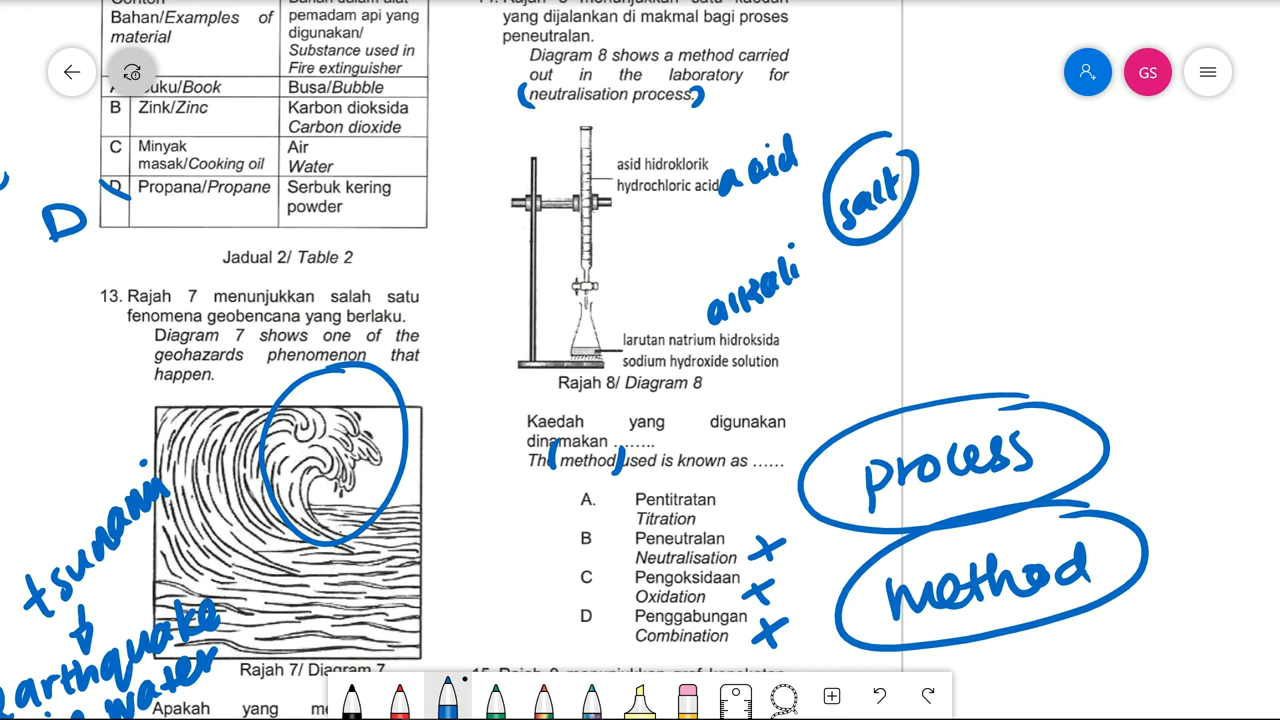 Bahan/Examples of
material
pemadam api yang
digunakan/
Substance used in
Fire extinguisher
uku/Book
Busa/Bubble
B
Zink/Zinc
Karbon dioksida
Carbon dioxide
C
Minyak
masak/Cooking oil
Air
Water
D
Propana/Propane
Serbuk kering
powder
D
Jadual 2/ Table 2
13. Rajah 7 menunjukkan salah satu
fenomena geobencana yang berlaku.
Diagram 7 shows one of the
geohazards phenomenon that
happen.
tsunami
earthquake
water
Rajah 7/ Diagram 7
Apakah yang
yang dijalankan di makmal bagi proses
peneutralan.
Diagram 8 shows a method carried
out in the laboratory for
(neutralisation process.)
asid hidroklorik
hydrochloric acid
acid
salt
alkali
larutan natrium hidroksida
sodium hydroxide solution
Rajah 8/ Diagram 8
Kaedah yang digunakan
dinamakan ........
The (method) used is known as ......
A. Pentitratan
Titration
B Peneutralan
Neutralisation
C Pengoksidaan
Oxidation
D Penggabungan
Combination
process
method
GS